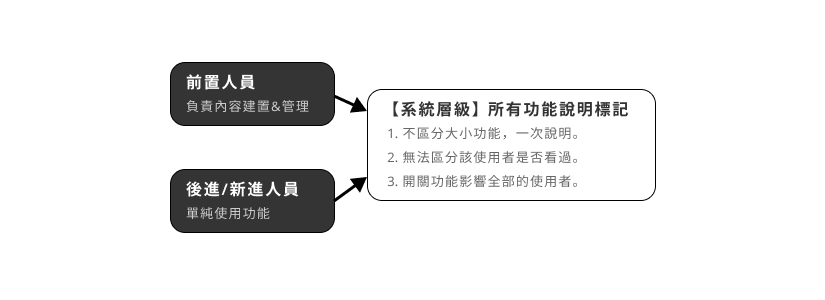 前置人員
負責內容建置&管理
後進/新進人員
單純使用功能
【系統層級】所有功能說明標記
1. 不區分大小功能，一次說明。
2. 無法區分該使用者是否看過。
3. 開關功能影響全部的使用者。